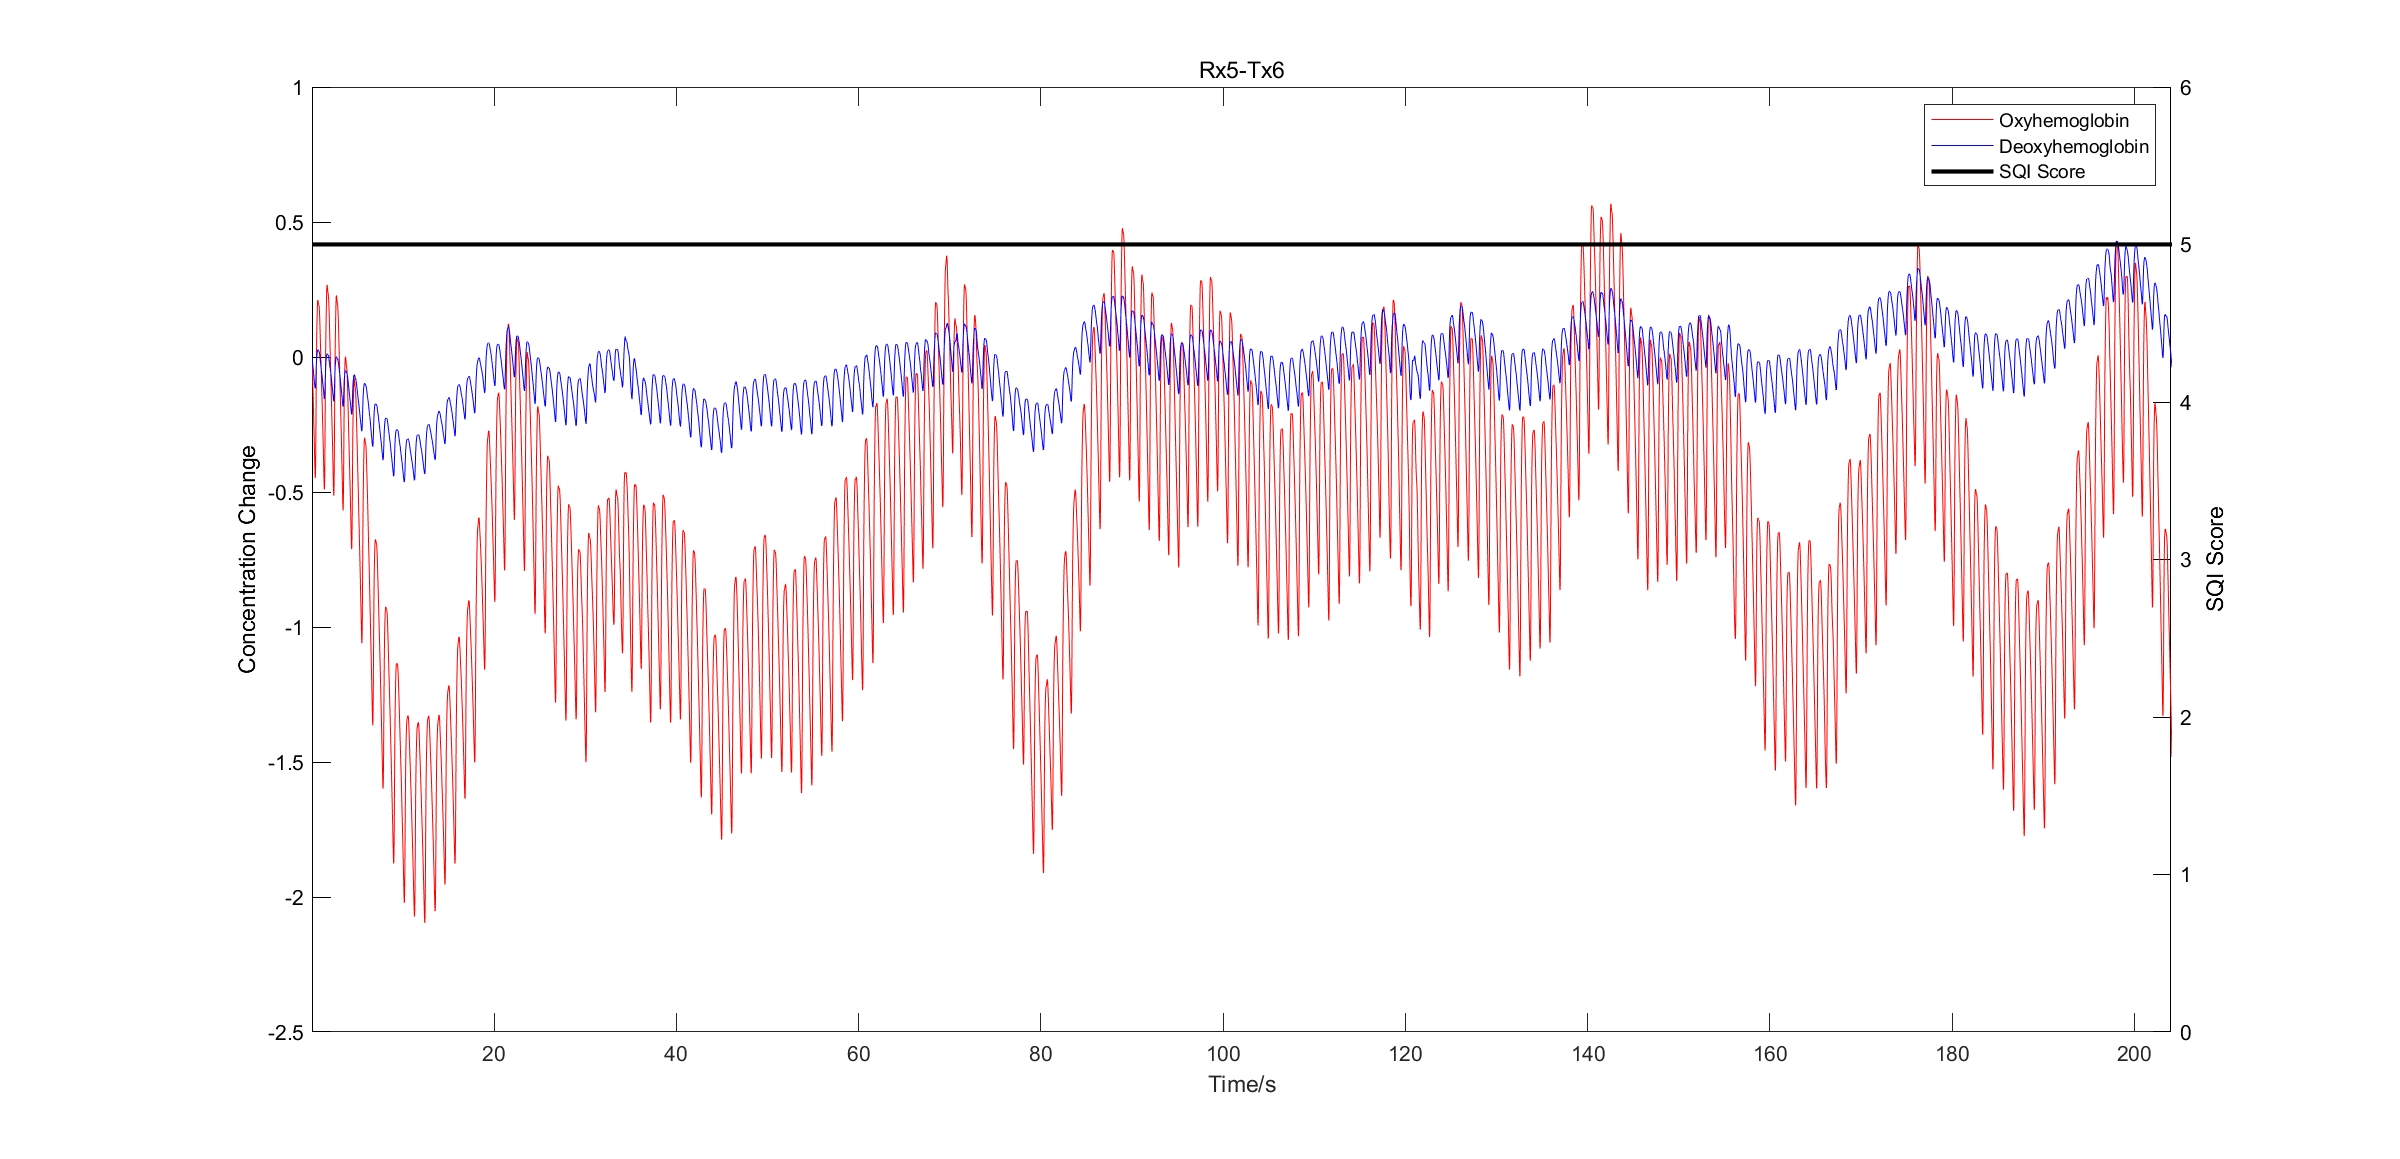 Rx5-Tx6
1
0.5
0
-0.5
-1
-1.5
-2
-2.5
Concentration Change
6
5
4
3
2
1
0
SQI Score
Oxyhemoglobin
Deoxyhemoglobin
SQI Score
20 40 60 80 100 120 140 160 180 200
Time/s